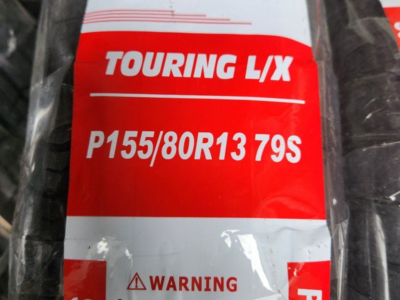 TOURING L/X
P155/80R13 79S
⚠WARNING